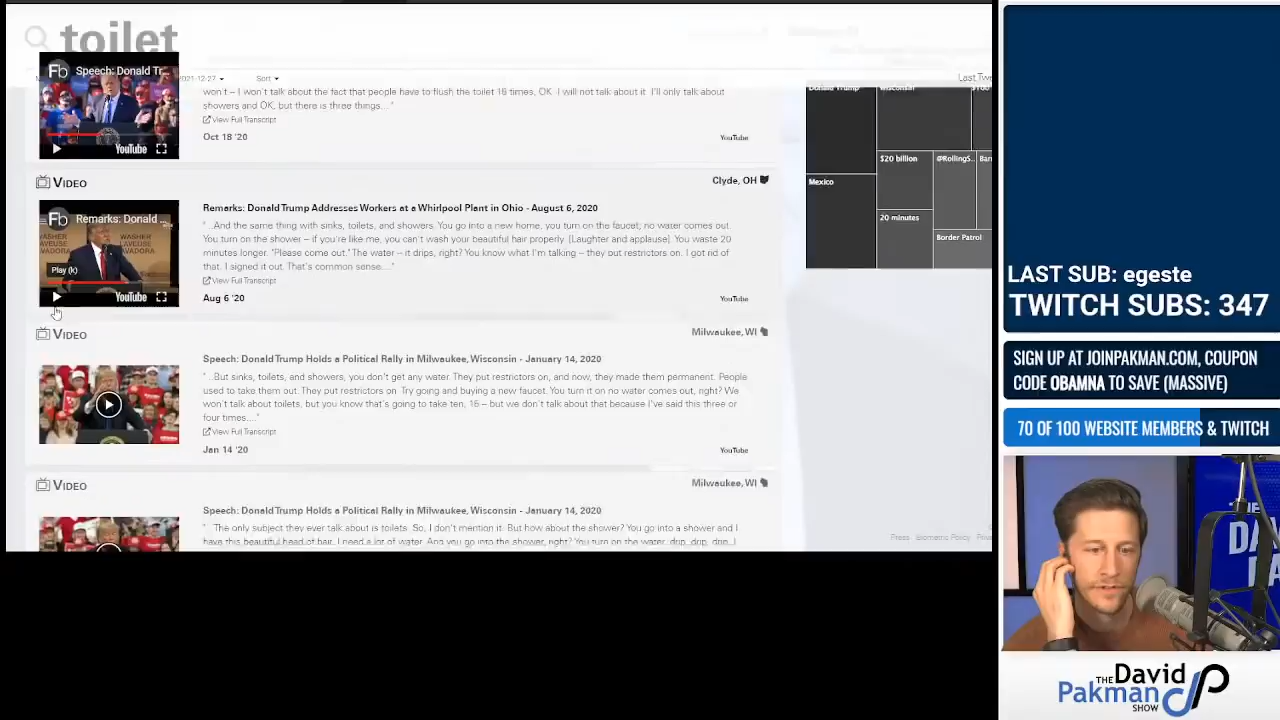 toilet
Speech: Donald Tr...
2021-12-27
Sort
won't – I won't talk about the fact that people have to flush the toilet 16 times, OK I will not talk about it I'll only talk about
showers and OK, but there is three things...."
View Full Transcript
Oct 18 '20
YouTube
YouTube
Video
Clyde, OH
Remarks: Donald ...
Play (k)
YouTube
Remarks: Donald Trump Addresses Workers at a Whirlpool Plant in Ohio - August 6, 2020
"...And the same thing with sinks, toilets, and showers. You go into a new home, you turn on the faucet; no water comes out.
You turn on the shower – if you're like me, you can't wash your beautiful hair properly [Laughter and applause]. You waste 20
minutes longer. "Please come out." The water – it drips, right? You know what I'm talking – they put restrictors on. I got rid of
that. I signed it out. That's common sense...."
View Full Transcript
Aug 6 '20
YouTube
Video
Milwaukee, WI
Speech: Donald Trump Holds a Political Rally in Milwaukee, Wisconsin - January 14, 2020
"...But sinks, toilets, and showers, you don't get any water. They put restrictors on, and now, they made them permanent. People
used to take them out. They put restrictors on Try going and buying a new faucet. You turn it on no water comes out, right? We
won't talk about toilets, but you know that's going to take ten, 16 – but we don't talk about that because I've said this three or
four times...."
View Full Transcript
Jan 14 '20
YouTube
Video
Milwaukee, WI
Speech: Donald Trump Holds a Political Rally in Milwaukee, Wisconsin - January 14, 2020
" The only subject they ever talk about is toilets So, I don't mention it. But how about the shower? You go into a shower and I
have this beautiful head of hair, I need a lot of water. And you go into the shower, right? You turn on the water, drip, drip, drip, I
Donald Trump
Wisconsin
$20 billion
@RollingS..
Mexico
20 minutes
Border Patrol
Press
Biometric Policy
LAST SUB: egeste
TWITCH SUBS: 347
SIGN UP AT JOINPAKMAN.COM, COUPON
CODE OBAMNA TO SAVE (MASSIVE)
70 OF 100 WEBSITE MEMBERS & TWITCH
THE David
Pakman
SHOW